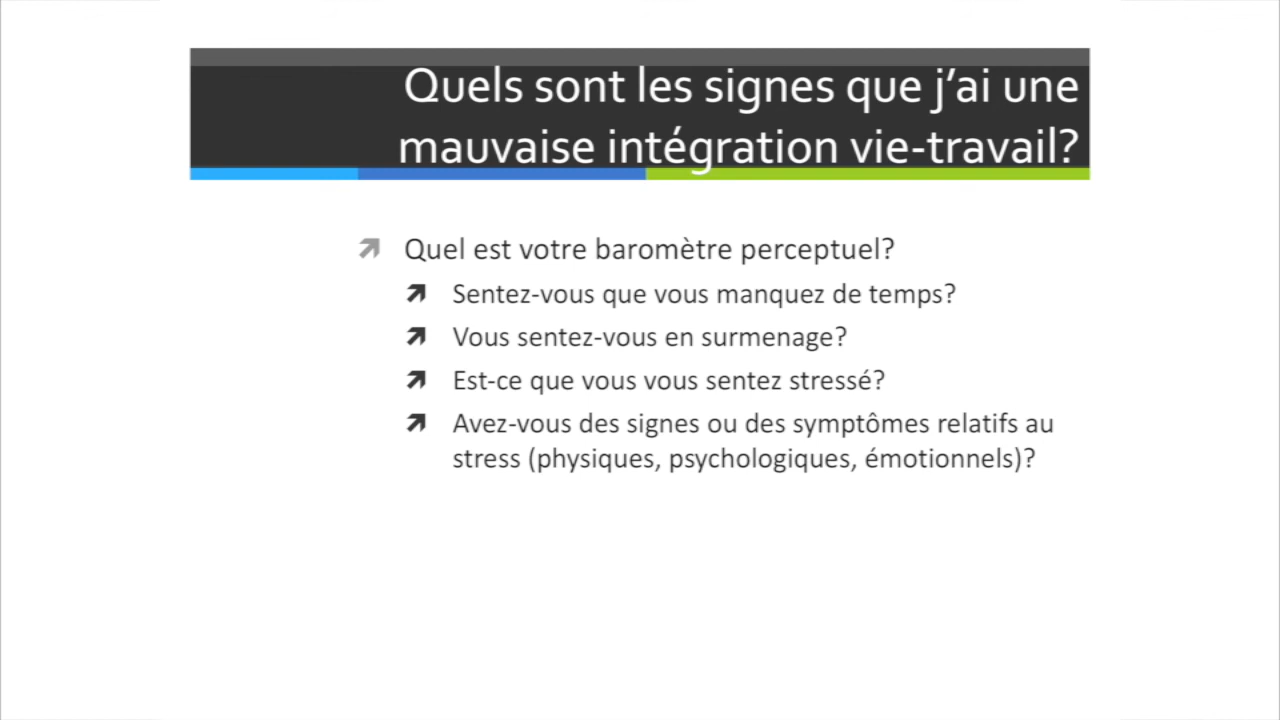 Quels sont les signes que j’ai une
mauvaise intégration vie-travail?
Quel est votre baromètre perceptuel?
Sentez-vous que vous manquez de temps?
Vous sentez-vous en surmenage?
Est-ce que vous vous sentez stressé?
Avez-vous des signes ou des symptômes relatifs au
stress (physiques, psychologiques, émotionnels)?